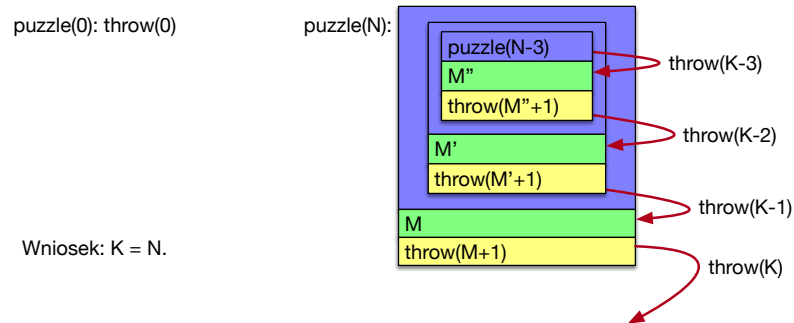 puzzle(0): throw(0)
puzzle(N):
puzzle(N-3)
throw(K-3)
M”
throw(M”+1)
throw(K-2)
M’
throw(M’+1)
throw(K-1)
M
Wniosek: K = N.
throw(M+1)
throw(K)